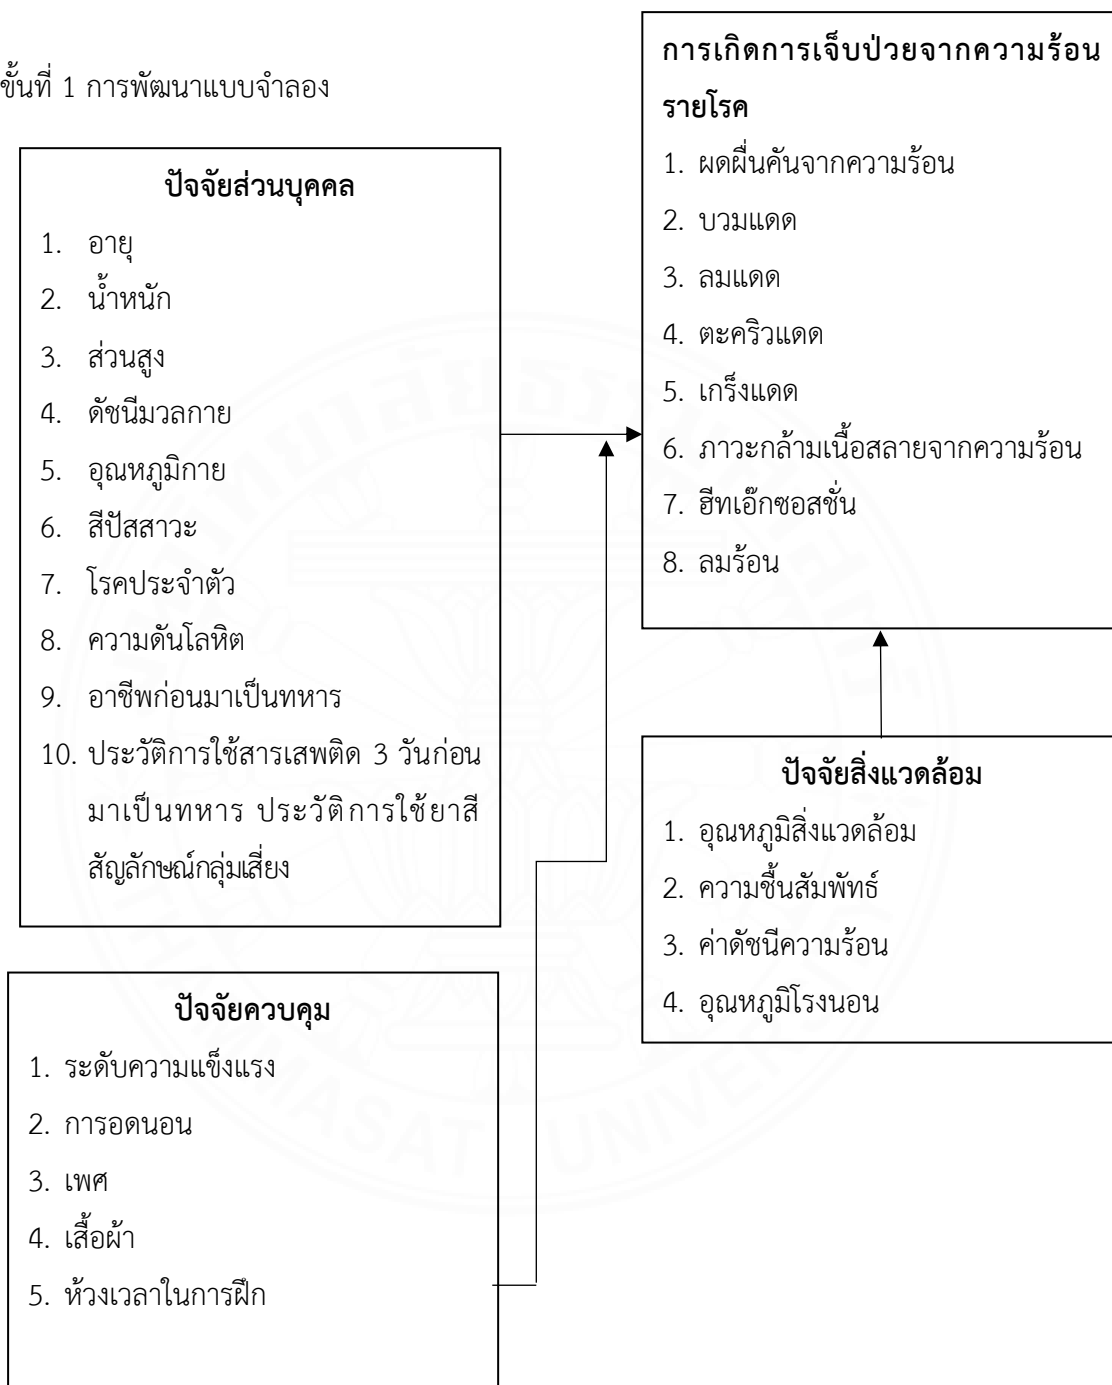 ขั้นที่ 1 การพัฒนาแบบจำลอง
ปัจจัยส่วนบุคคล
1. อายุ
2. น้ำหนัก
3. ส่วนสูง
4. ดัชนีมวลกาย
5. อุณหภูมิกาย
6. สีปัสสาวะ
7. โรคประจำตัว
8. ความดันโลหิต
9. อาชีพก่อนมาเป็นทหาร
10. ประวัติการใช้สารเสพติด 3 วันก่อน
มาเป็นทหาร ประวัติการใช้ยาสี
สัญลักษณ์กลุ่มเสี่ยง
ปัจจัยควบคุม
1. ระดับความแข็งแรง
2. การอดนอน
3. เพศ
4. เสื้อผ้า
5. ห้วงเวลาในการฝึก
การเกิดการเจ็บป่วยจากความร้อน
รายโรค
1. ผดผื่นคันจากความร้อน
2. บวมแดด
3. ลมแดด
4. ตะคริวแดด
5. เกร็งแดด
6. ภาวะกล้ามเนื้อสลายจากความร้อน
7. ฮีทเอ๊กซอสชั่น
8. ลมร้อน
ปัจจัยสิ่งแวดล้อม
1. อุณหภูมิสิ่งแวดล้อม
2. ความชื้นสัมพัทธ์
3. ค่าดัชนีความร้อน
4. อุณหภูมิโรงนอน